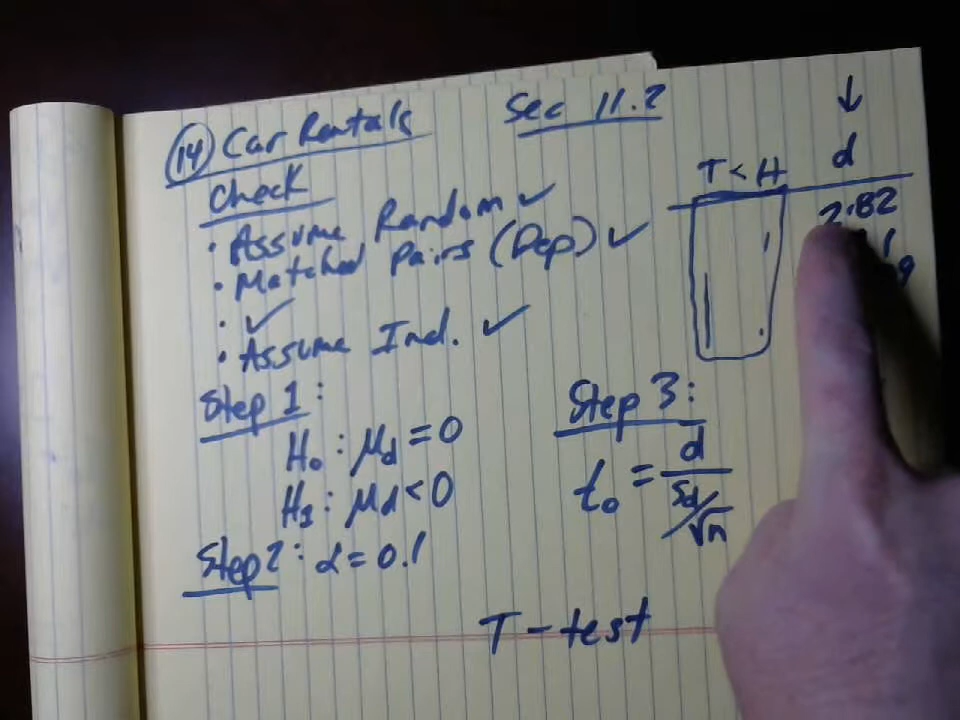 14 Car Rentals
Sec 11.2
Check
• Assume Random ✓
• Matched Pairs (Dep) ✓
• ✓
• Assume Ind. ✓
T < H
d
2.82
Step 1:
H₀ : μd = 0
H₁ : μd < 0
Step 2: α = 0.1
Step 3:
t₀ = d / (sd/√n)
T-test